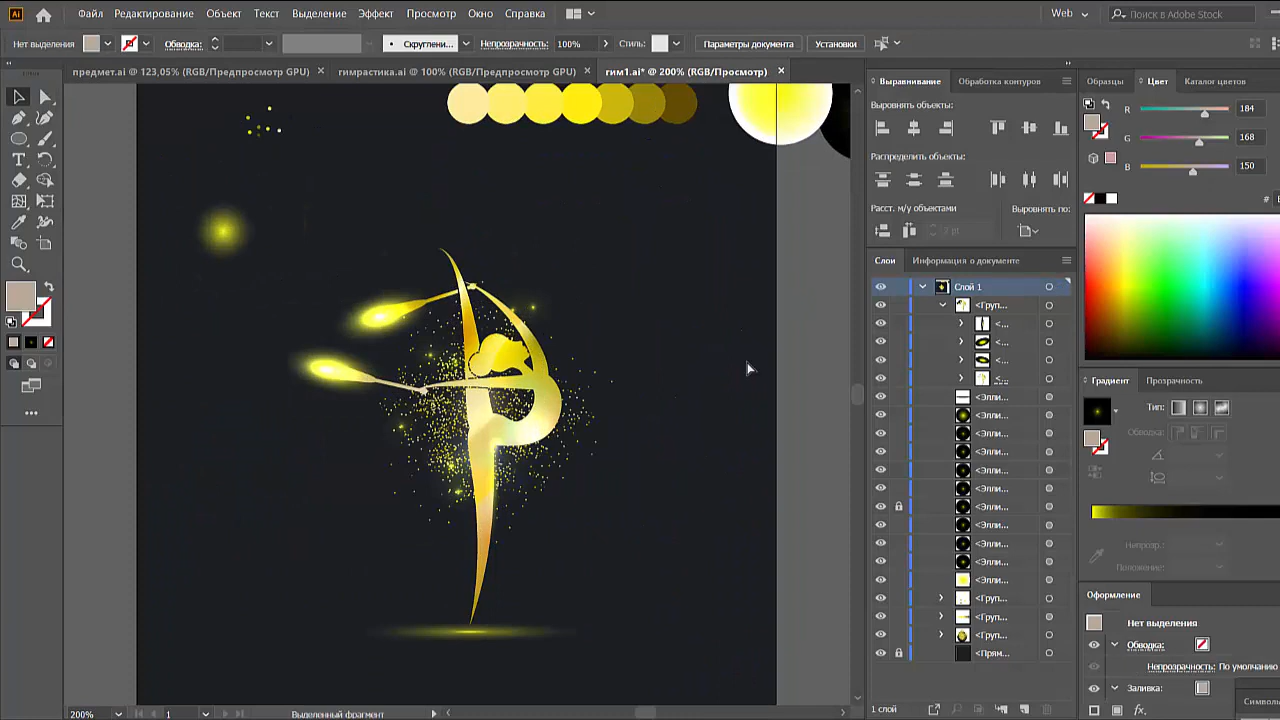 Ai Файл Редактирование Объект Текст Выделение Эффект Просмотр Окно Справка Web Поиск в Adobe Stock
Нет выделения Обводка: Скруглени... Непрозрачность: 100% Стиль: Параметры документа Установки
предмет.ai @ 123,05% (RGB/Предпросмотр GPU) × гимрастика.ai @ 100% (RGB/Предпросмотр GPU) × гим1.ai* @ 200% (RGB/Просмотр) ×
Выравнивание Обработка контуров
Выровнять объекты:
Распределить объекты:
Расст. м/у объектами Выровнять по:
Слои Информация о документе
Слой 1
<Груп...
<...
<...
<...
<...
<Элли...
<Элли...
<Элли...
<Элли...
<Элли...
<Элли...
<Элли...
<Элли...
<Элли...
<Элли...
<Элли...
<Груп...
<Груп...
<Груп...
<Прям...
1 слой
Образцы Цвет Каталог цветов
R 184
G 168
B 150
#
Градиент Прозрачность
Тип:
Обводка:
Непрозр.:
Положение:
Оформление
Нет выделения
Обводка:
Непрозрачность: По умолчанию
Заливка:
fx.
Символы
200% 1 Выделенный фрагмент